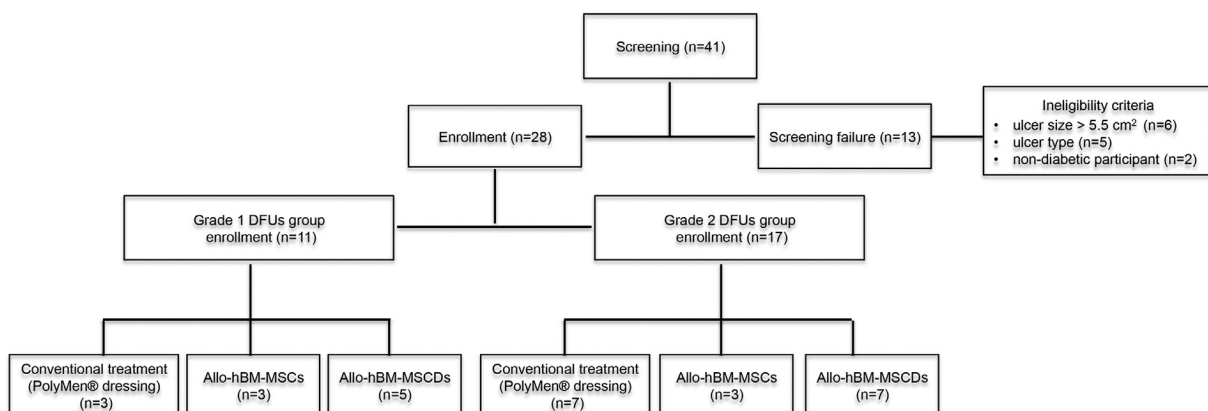 Screening (n=41)
Enrollment (n=28)
Screening failure (n=13)
Ineligibility criteria
• ulcer size > 5.5 cm² (n=6)
• ulcer type (n=5)
• non-diabetic participant (n=2)
Grade 1 DFUs group
enrollment (n=11)
Grade 2 DFUs group
enrollment (n=17)
Conventional treatment
(PolyMen® dressing)
(n=3)
Allo-hBM-MSCs
(n=3)
Allo-hBM-MSCDs
(n=5)
Conventional treatment
(PolyMen® dressing)
(n=7)
Allo-hBM-MSCs
(n=3)
Allo-hBM-MSCDs
(n=7)